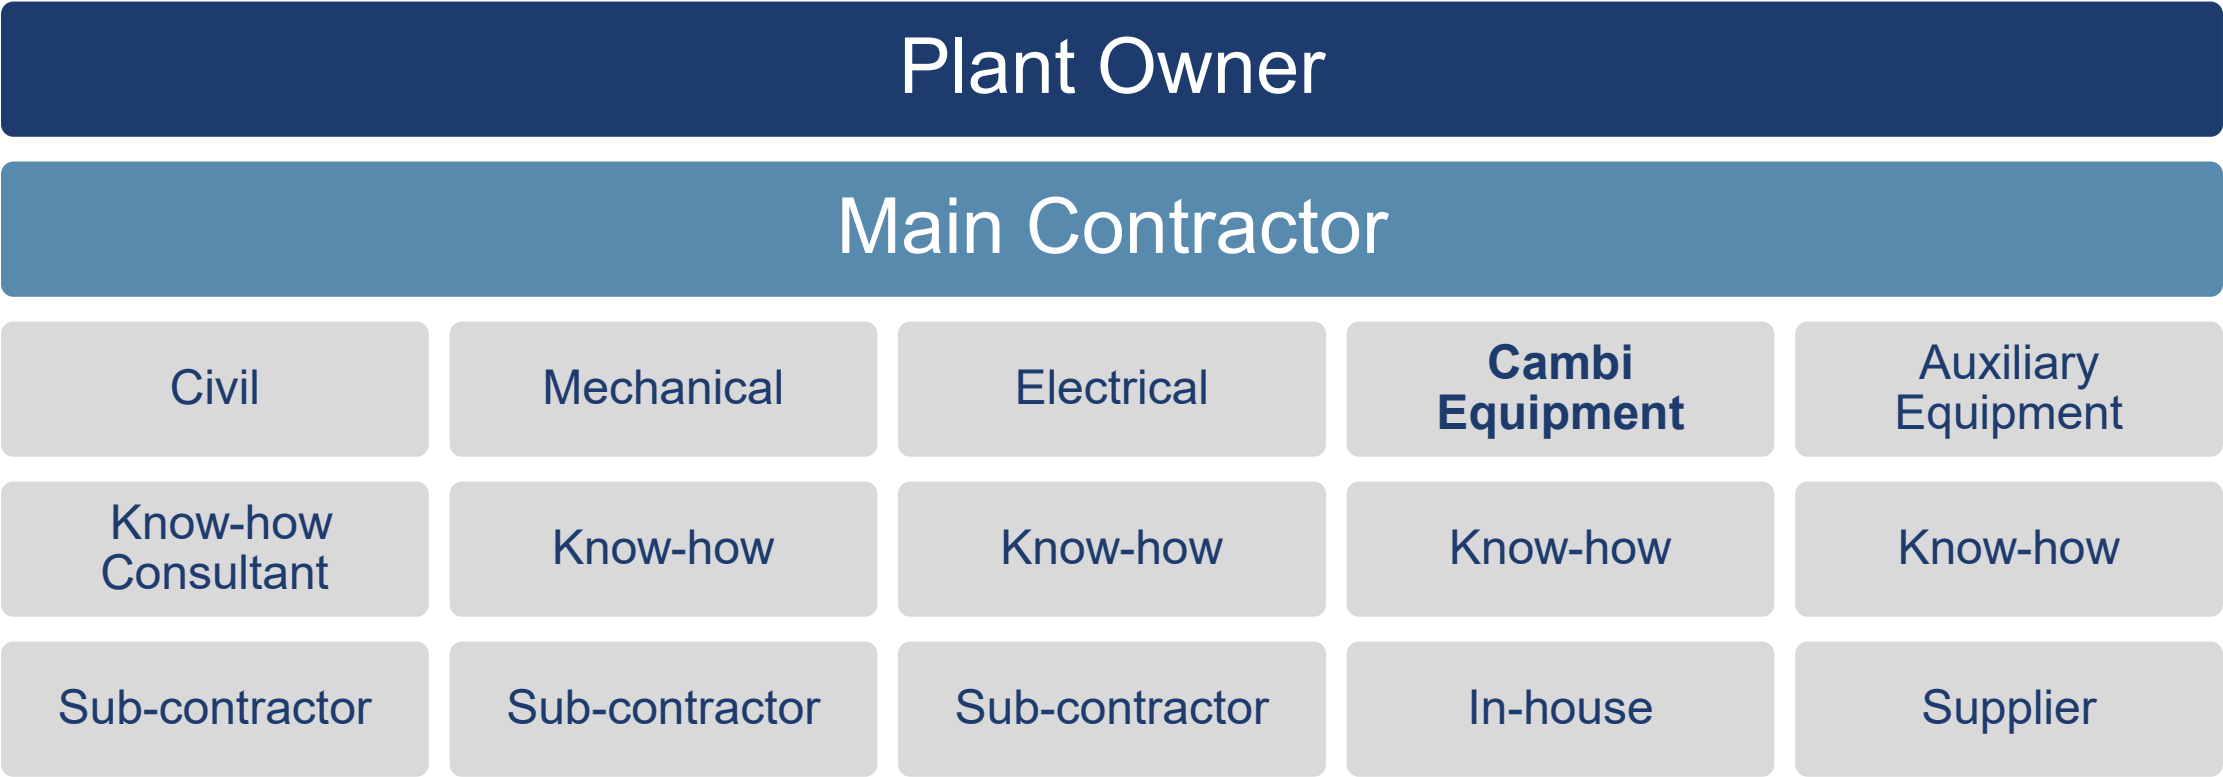 Plant Owner
Main Contractor
Civil
Mechanical
Electrical
Cambi
Equipment
Auxiliary
Equipment
Know-how
Consultant
Know-how
Know-how
Know-how
Know-how
Sub-contractor
Sub-contractor
Sub-contractor
In-house
Supplier